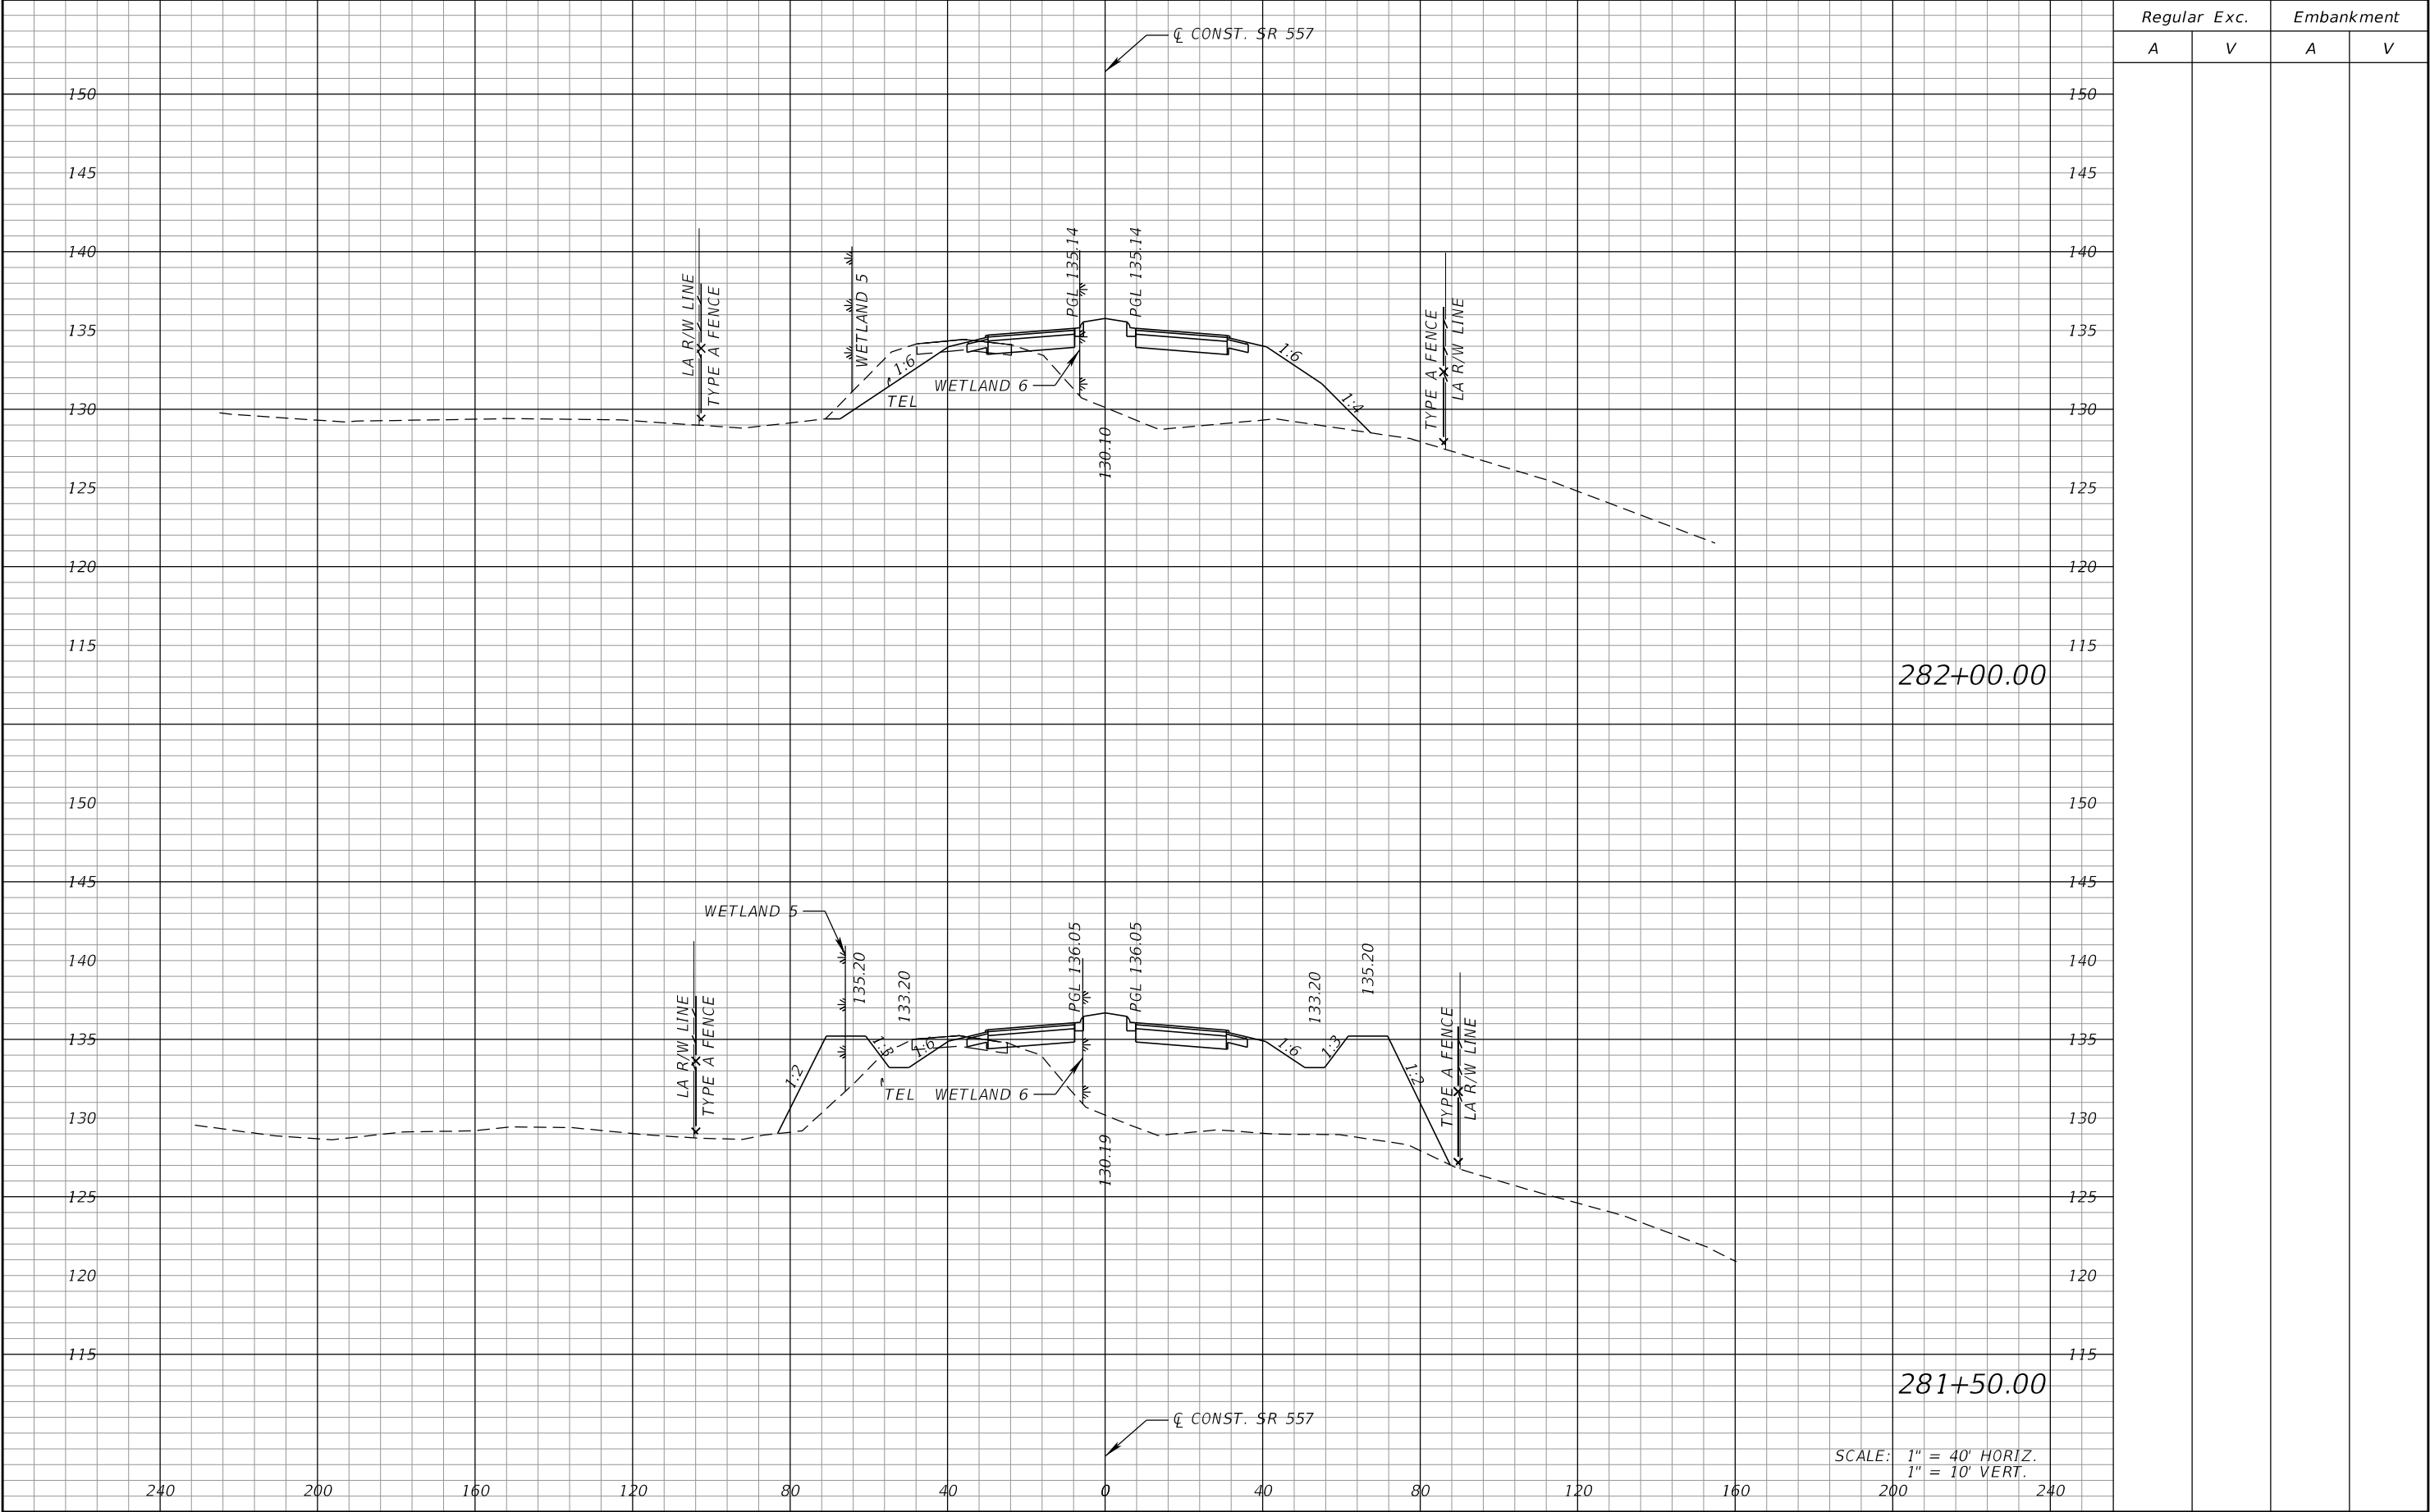 Regular Exc. Embankment
A V A V
℄ CONST. SR 557
150 150
145 145
140 140
135 135
130 130
125 125
120 120
115 115
LA R/W LINE
TYPE A FENCE
WETLAND 5
1:6
TEL
WETLAND 6
PGL 135.14
PGL 135.14
130.10
1:6
1:4
TYPE A FENCE
LA R/W LINE
282+00.00
150 150
145 145
140 140
135 135
130 130
125 125
120 120
115 115
WETLAND 5
LA R/W LINE
TYPE A FENCE
1:2
135.20
1:3
133.20
1:6
TEL
WETLAND 6
PGL 136.05
PGL 136.05
130.19
1:6
133.20
1:3
135.20
1:2
TYPE A FENCE
LA R/W LINE
281+50.00
℄ CONST. SR 557
SCALE: 1" = 40' HORIZ.
1" = 10' VERT.
240 200 160 120 80 40 0 40 80 120 160 200 240